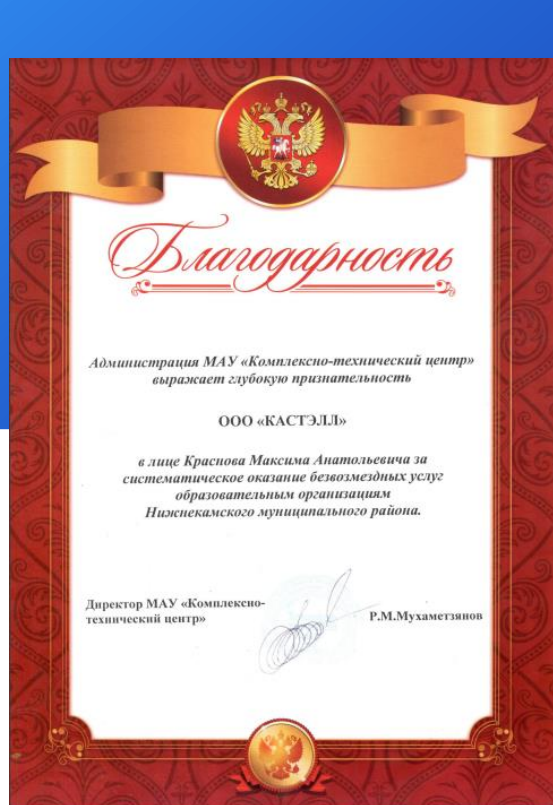 Благодарность
Администрация МАУ «Комплексно-технический центр»
выражает глубокую признательность
ООО «КАСТЭЛЛ»
в лице Краснова Максима Анатольевича за
систематическое оказание безвозмездных услуг
образовательным организациям
Нижнекамского муниципального района.
Директор МАУ «Комплексно-
технический центр»
Р.М.Мухаметзянов